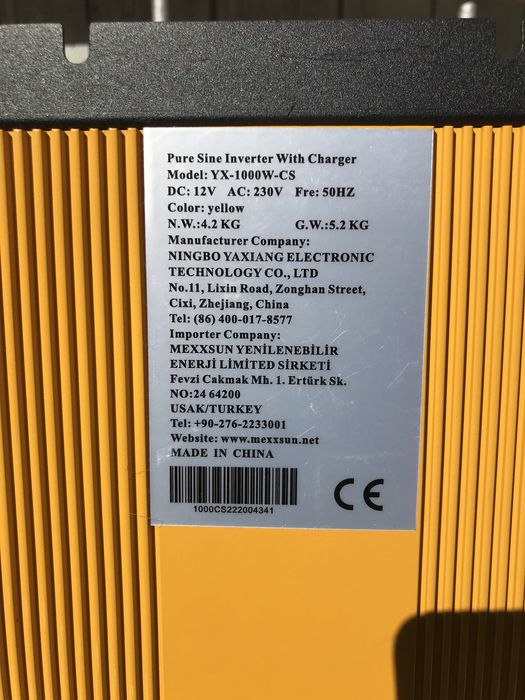 Pure Sine Inverter With Charger
Model: YX-1000W-CS
DC: 12V AC: 230V Fre: 50HZ
Color: yellow
N.W.:4.2 KG G.W.:5.2 KG
Manufacturer Company:
NINGBO YAXIANG ELECTRONIC
TECHNOLOGY CO., LTD
No.11, Lixin Road, Zonghan Street,
Cixi, Zhejiang, China
Tel: (86) 400-017-8577
Importer Company:
MEXXSUN YENİLENEBİLİR
ENERJİ LIMITED SİRKETİ
Fevzi Cakmak Mh. 1. Ertürk Sk.
NO:24 64200
USAK/TURKEY
Tel: +90-276-2233001
Website: www.mexxsun.net
MADE IN CHINA
1000CS222004341
CE